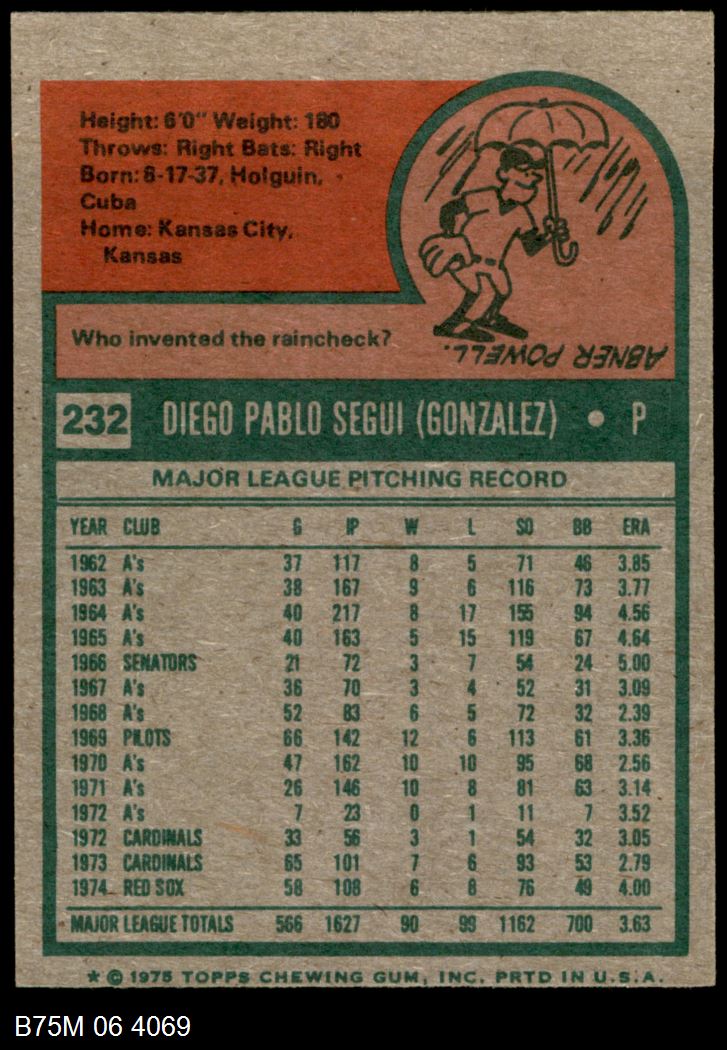 Height: 6'0" Weight: 180
Throws: Right Bats: Right
Born: 8-17-37, Holguin,
Cuba
Home: Kansas City,
Kansas
Who invented the raincheck?
ABNER POWELL.
232 DIEGO PABLO SEGUI (GONZALEZ) • P
MAJOR LEAGUE PITCHING RECORD
YEAR CLUB G IP W L SO BB ERA
1962 A's 37 117 8 5 71 46 3.85
1963 A's 38 167 9 6 116 73 3.77
1964 A's 40 217 8 17 155 94 4.56
1965 A's 40 163 5 15 119 67 4.64
1966 SENATORS 21 72 3 7 54 24 5.00
1967 A's 36 70 3 4 52 31 3.09
1968 A's 52 83 6 5 72 32 2.39
1969 PILOTS 66 142 12 6 113 61 3.36
1970 A's 47 162 10 10 95 68 2.56
1971 A's 26 146 10 8 81 63 3.14
1972 A's 7 23 0 1 11 7 3.52
1972 CARDINALS 33 56 3 1 54 32 3.05
1973 CARDINALS 65 101 7 6 93 53 2.79
1974 RED SOX 58 108 6 8 76 49 4.00
MAJOR LEAGUE TOTALS 566 1627 90 99 1162 700 3.63
* © 1975 TOPPS CHEWING GUM, INC. PRTD IN U.S.A.
B75M 06 4069